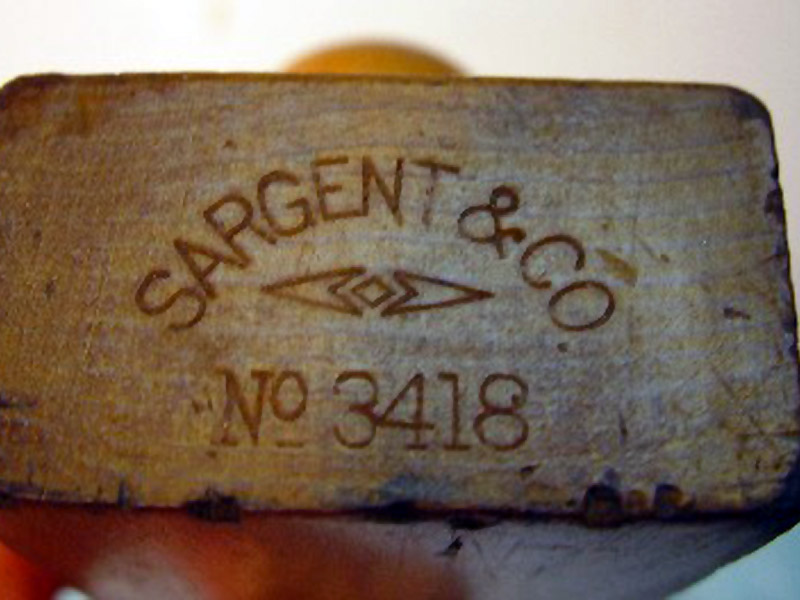 SARGENT & CO
No 3418